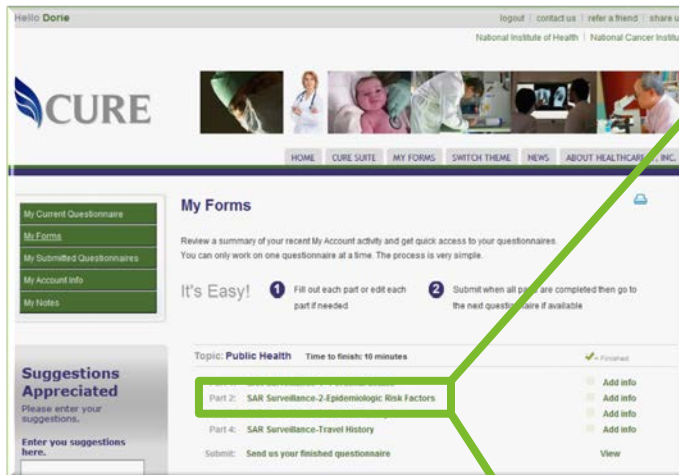 Hello Dorie
logout | contact us | refer a friend | share u
National Institute of Health | National Cancer Institu
CURE
HOME CURE SUITE MY FORMS SWITCH THEME NEWS ABOUT HEALTHCARE IT, INC.
My Current Questionnaire
My Forms
My Submitted Questionnaires
My Account Info
My Notes
My Forms
Review a summary of your recent My Account activity and get quick access to your questionnaires.
You can only work on one questionnaire at a time. The process is very simple.
It's Easy!
1 Fill out each part or edit each
part if needed
2 Submit when all parts are completed then go to
the next questionnaire if available
Topic: Public Health Time to finish: 10 minutes
= Finished
Add info
Part 2: SAR Surveillance-2-Epidemiologic Risk Factors Add info
Add info
Part 4: SAR Surveillance-Travel History Add info
Submit: Send us your finished questionnaire View
Suggestions
Appreciated
Please enter your
suggestions.
Enter you suggestions
here.